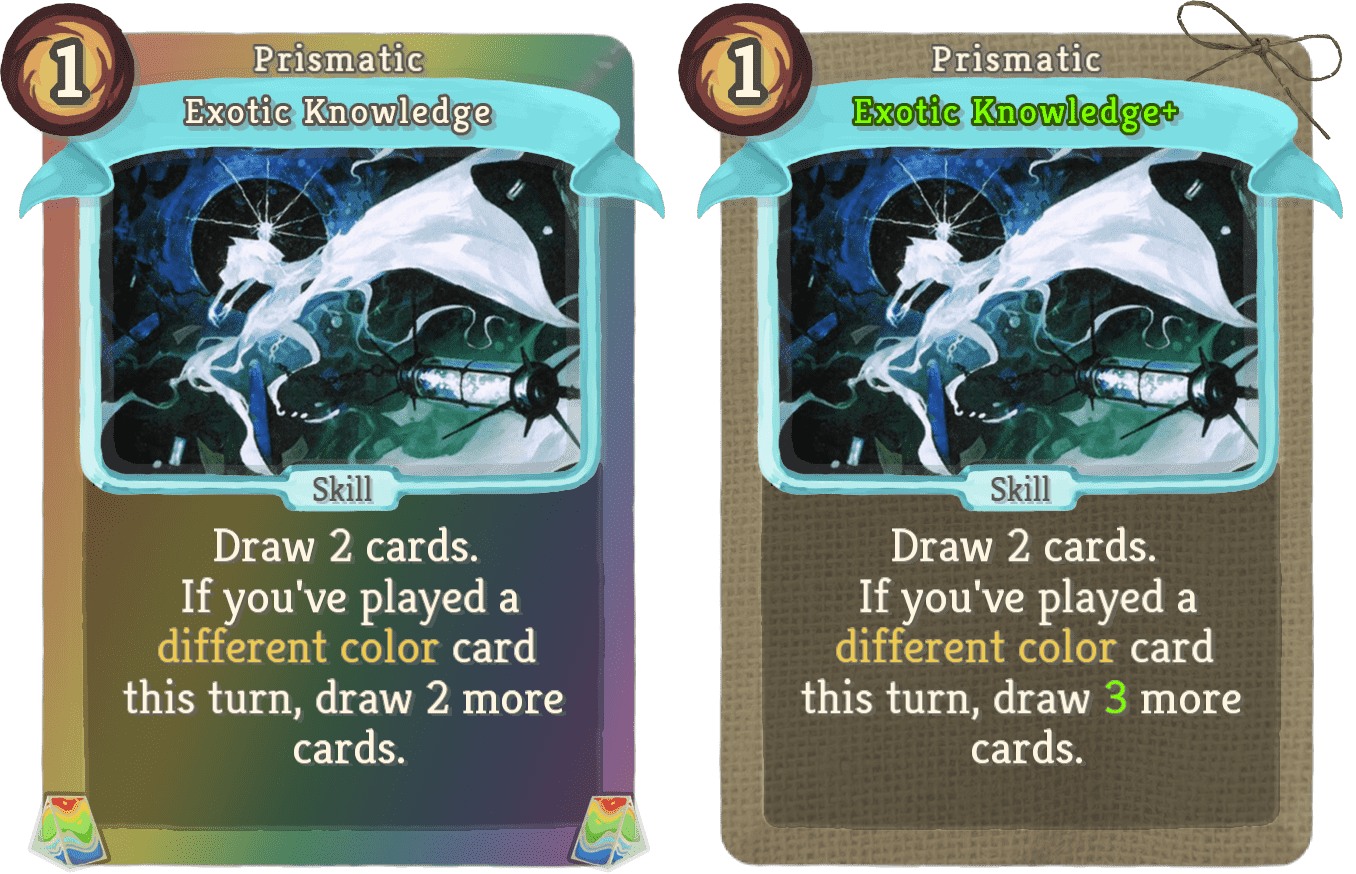 1
Prismatic
Exotic Knowledge
Skill
Draw 2 cards.
If you've played a
different color card
this turn, draw 2 more
cards.
1
Prismatic
Exotic Knowledge+
Skill
Draw 2 cards.
If you've played a
different color card
this turn, draw 3 more
cards.